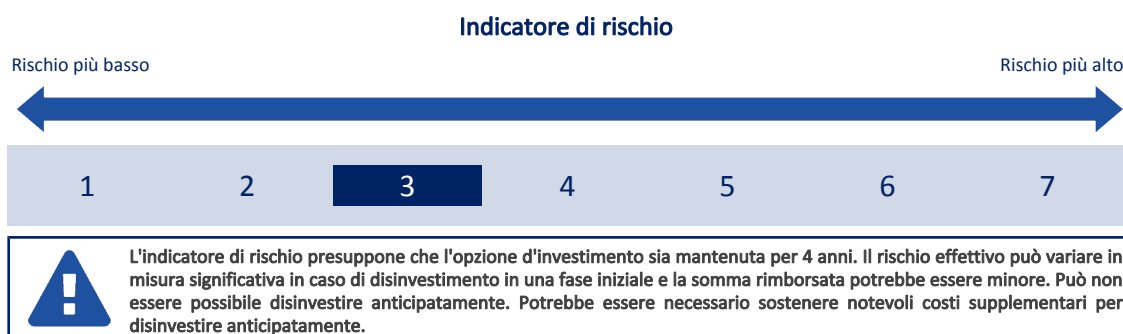 Indicatore di rischio
Rischio più basso
Rischio più alto
1 2 3 4 5 6 7
L'indicatore di rischio presuppone che l'opzione d'investimento sia mantenuta per 4 anni. Il rischio effettivo può variare in
misura significativa in caso di disinvestimento in una fase iniziale e la somma rimborsata potrebbe essere minore. Può non
essere possibile disinvestire anticipatamente. Potrebbe essere necessario sostenere notevoli costi supplementari per
disinvestire anticipatamente.